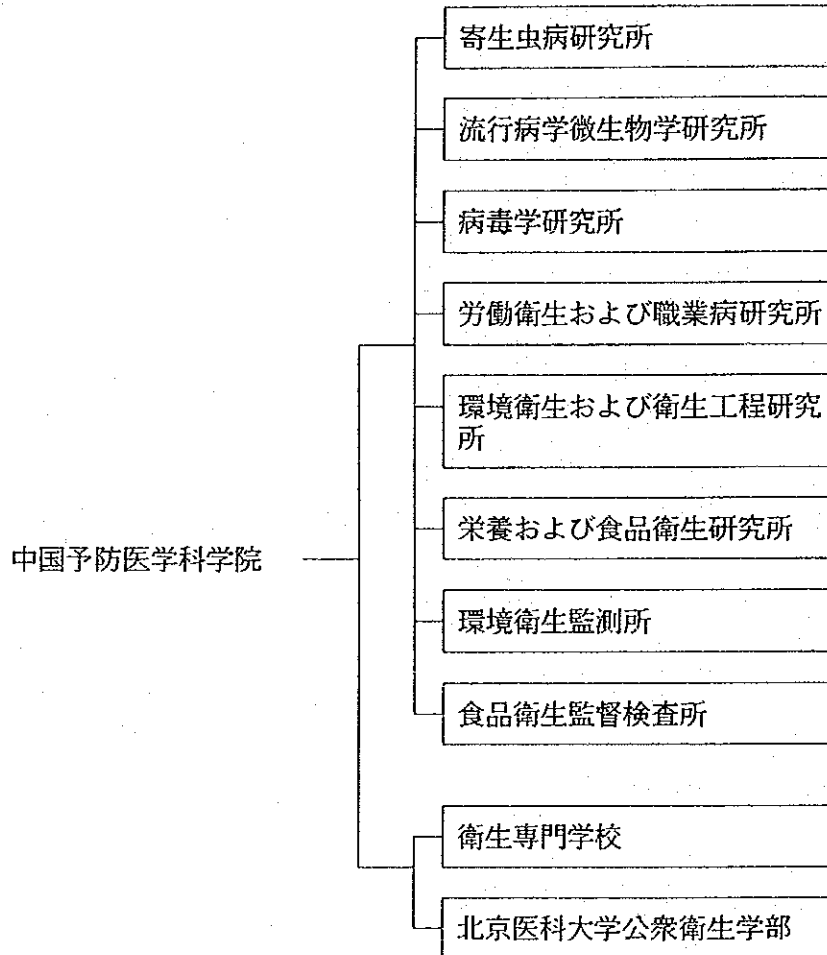 寄生虫病研究所
流行病学微生物学研究所
病毒学研究所
労働衛生および職業病研究所
環境衛生および衛生工程研究
所
栄養および食品衛生研究所
中国予防医学科学院
環境衛生監測所
食品衛生監督検査所
衛生専門学校
北京医科大学公衆衛生学部